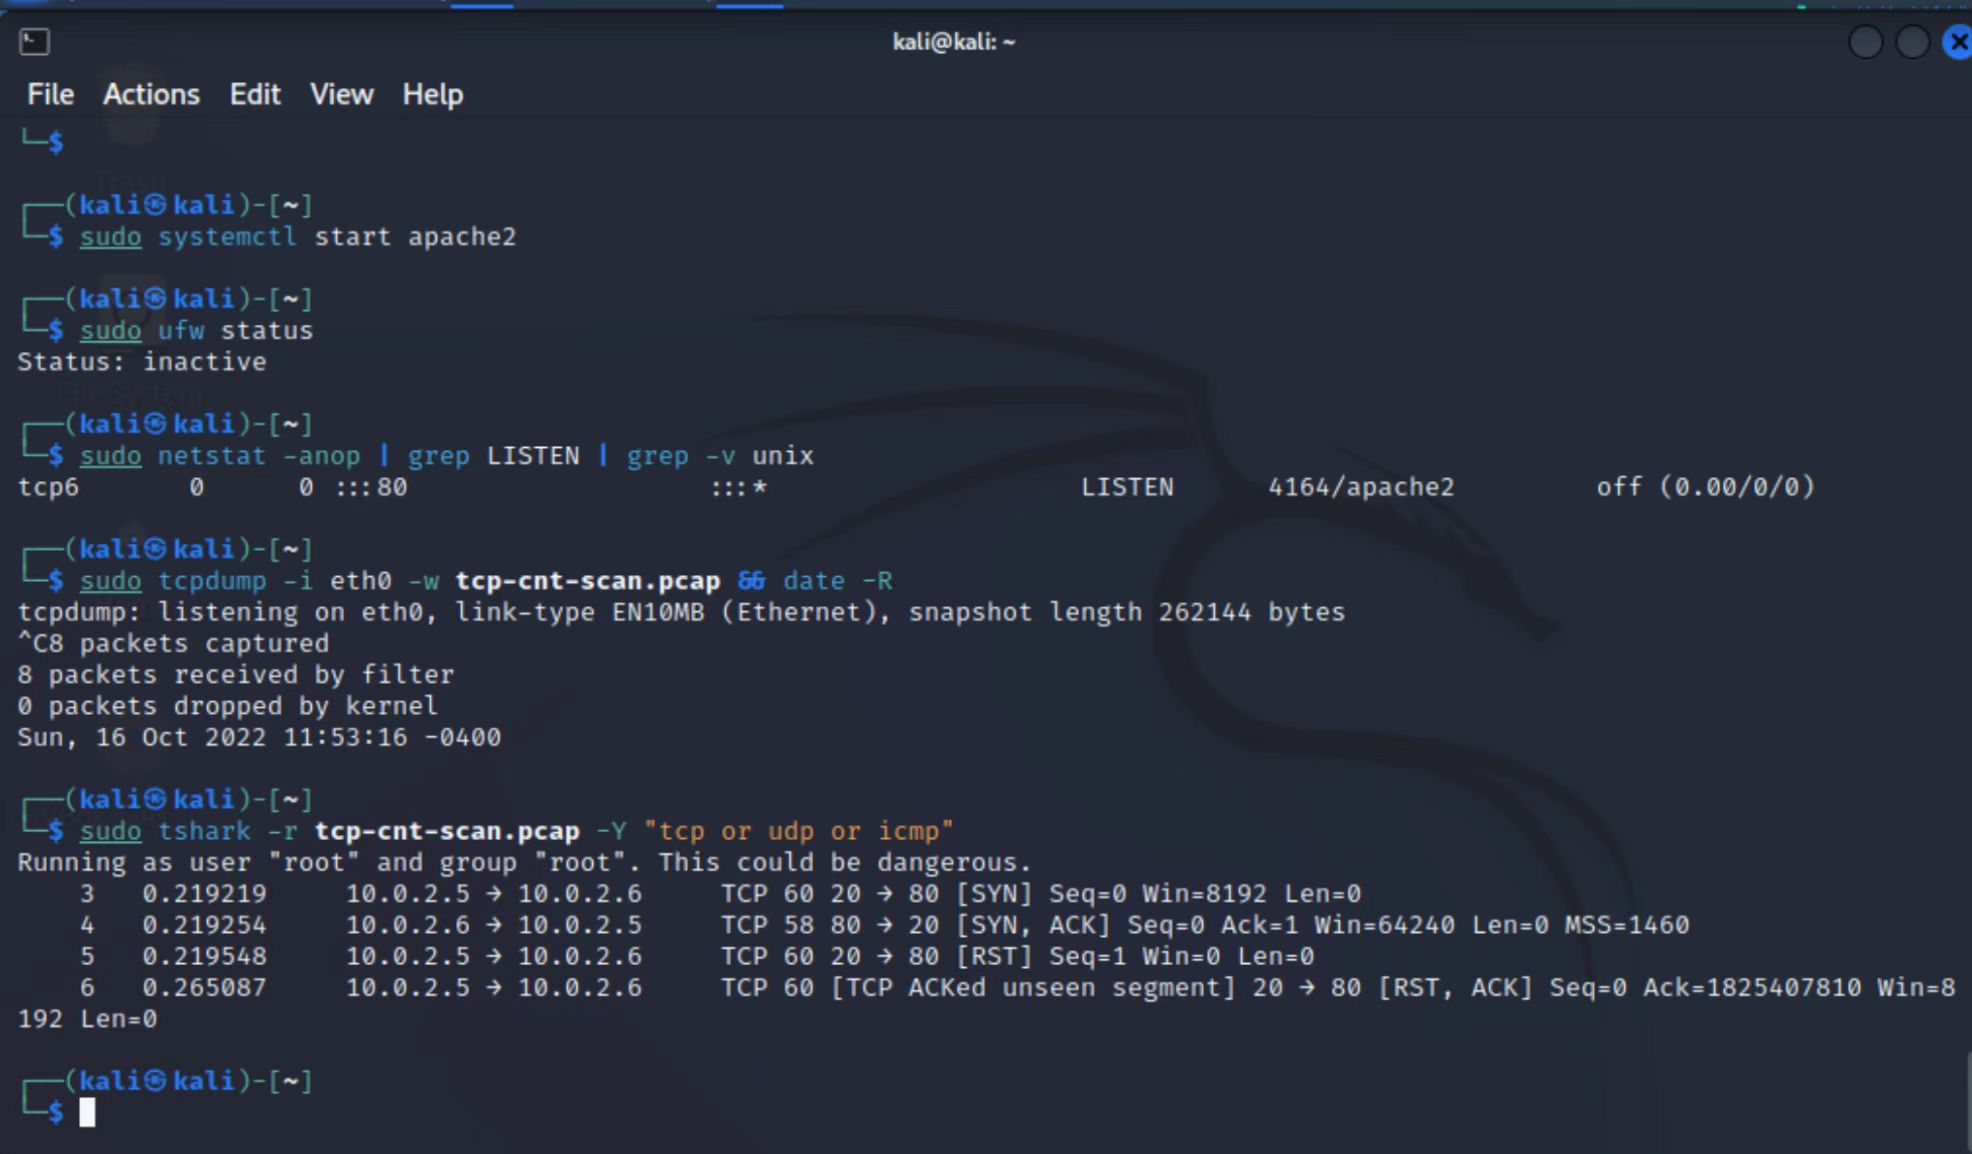 kali@kali: ~
File Actions Edit View Help
└─$
Trash
┌──(kali㉿kali)-[~]
└─$ sudo systemctl start apache2
┌──(kali㉿kali)-[~]
└─$ sudo ufw status
Status: inactive
File System
┌──(kali㉿kali)-[~]
└─$ sudo netstat -anop | grep LISTEN | grep -v unix
tcp6       0      0 :::80                   :::*                    LISTEN      4164/apache2         off (0.00/0/0)
┌──(kali㉿kali)-[~]
└─$ sudo tcpdump -i eth0 -w tcp-cnt-scan.pcap && date -R
tcpdump: listening on eth0, link-type EN10MB (Ethernet), snapshot length 262144 bytes
^C8 packets captured
8 packets received by filter
0 packets dropped by kernel
Sun, 16 Oct 2022 11:53:16 -0400
┌──(kali㉿kali)-[~]
└─$ sudo tshark -r tcp-cnt-scan.pcap -Y "tcp or udp or icmp"
Running as user "root" and group "root". This could be dangerous.
    3   0.219219     10.0.2.5 → 10.0.2.6     TCP 60 20 → 80 [SYN] Seq=0 Win=8192 Len=0
    4   0.219254     10.0.2.6 → 10.0.2.5     TCP 58 80 → 20 [SYN, ACK] Seq=0 Ack=1 Win=64240 Len=0 MSS=1460
    5   0.219548     10.0.2.5 → 10.0.2.6     TCP 60 20 → 80 [RST] Seq=1 Win=0 Len=0
    6   0.265087     10.0.2.5 → 10.0.2.6     TCP 60 [TCP ACKed unseen segment] 20 → 80 [RST, ACK] Seq=0 Ack=1825407810 Win=8
192 Len=0
┌──(kali㉿kali)-[~]
└─$